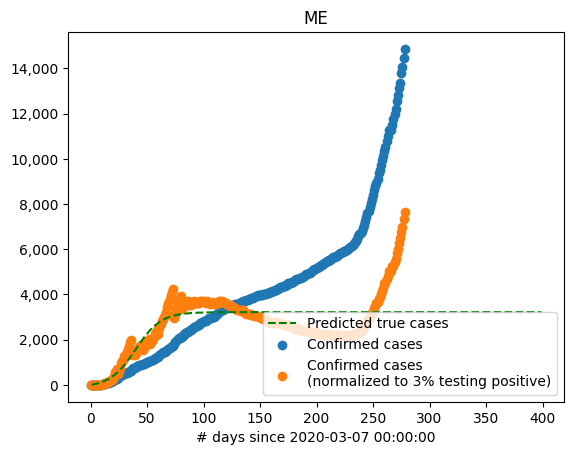 ME
14,000
12,000
10,000
8,000
6,000
4,000
2,000
0
Predicted true cases
Confirmed cases
Confirmed cases
(normalized to 3% testing positive)
0 50 100 150 200 250 300 350 400
# days since 2020-03-07 00:00:00